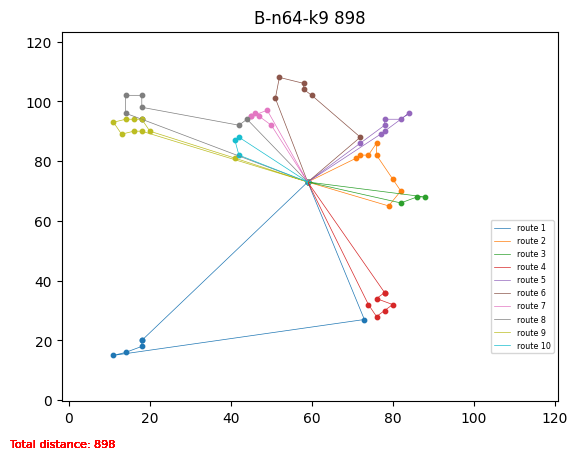 B-n64-k9 898
120
100
80
60
40
20
0
route 1
route 2
route 3
route 4
route 5
route 6
route 7
route 8
route 9
route 10
0 20 40 60 80 100 120
Total distance: 898